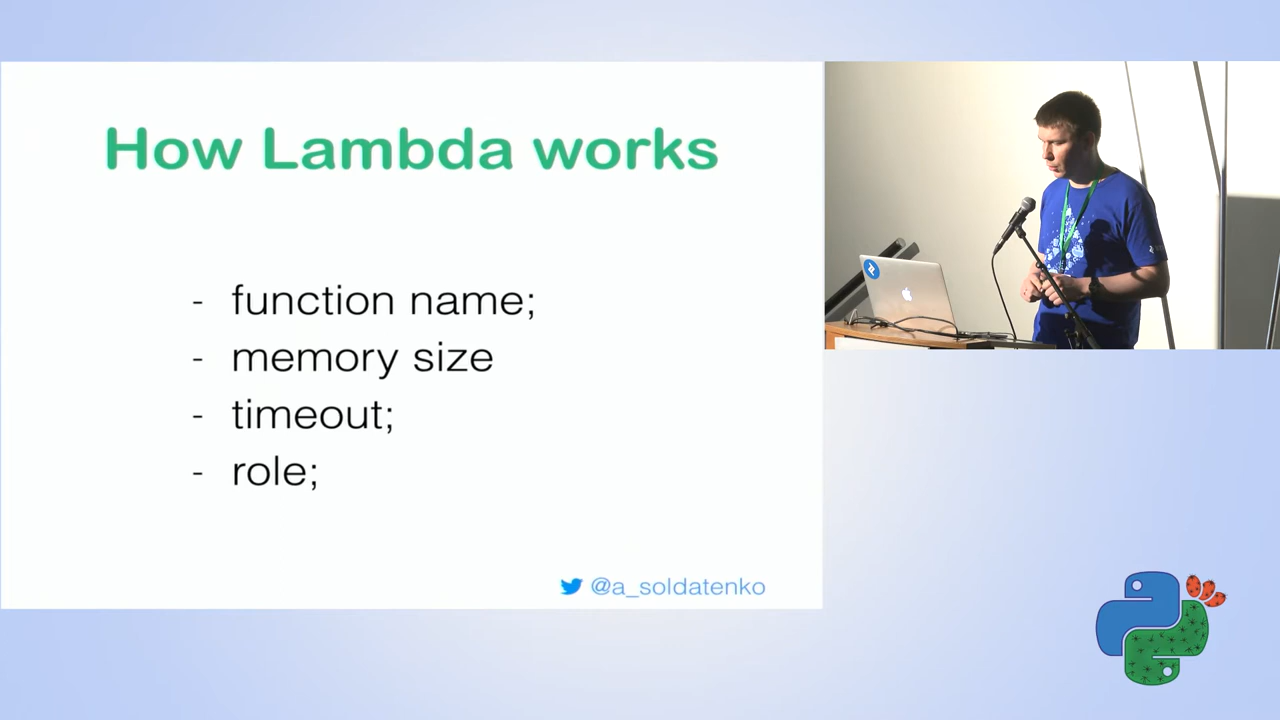 How Lambda works
- function name;
- memory size
- timeout;
- role;
@a_soldatenko